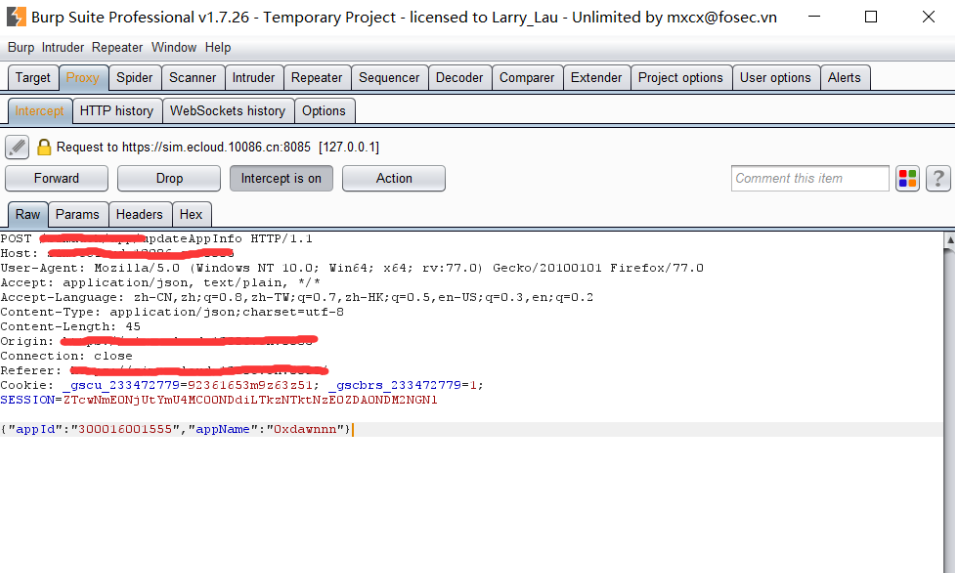 Burp Suite Professional v1.7.26 - Temporary Project - licensed to Larry_Lau - Unlimited by mxcx@fosec.vn
Burp Intruder Repeater Window Help
Target Proxy Spider Scanner Intruder Repeater Sequencer Decoder Comparer Extender Project options User options Alerts
Intercept HTTP history WebSockets history Options
Request to https://sim.ecloud.10086.cn:8085 [127.0.0.1]
Forward Drop Intercept is on Action Comment this item ?
Raw Params Headers Hex
POST updateAppInfo HTTP/1.1
Host:
User-Agent: Mozilla/5.0 (Windows NT 10.0; Win64; x64; rv:77.0) Gecko/20100101 Firefox/77.0
Accept: application/json, text/plain, */*
Accept-Language: zh-CN,zh;q=0.8,zh-TW;q=0.7,zh-HK;q=0.5,en-US;q=0.3,en;q=0.2
Content-Type: application/json;charset=utf-8
Content-Length: 45
Origin:
Connection: close
Referer:
Cookie: _gscu_233472779=92361653m9z63z51; _gscbrs_233472779=1;
SESSION=ZTcwNmE0NjUtYmU4MC00NDdiLTkzNTktNzE0ZDA0NDM2NGNl
{"appId":"300016001555","appName":"0xdawnnn"}